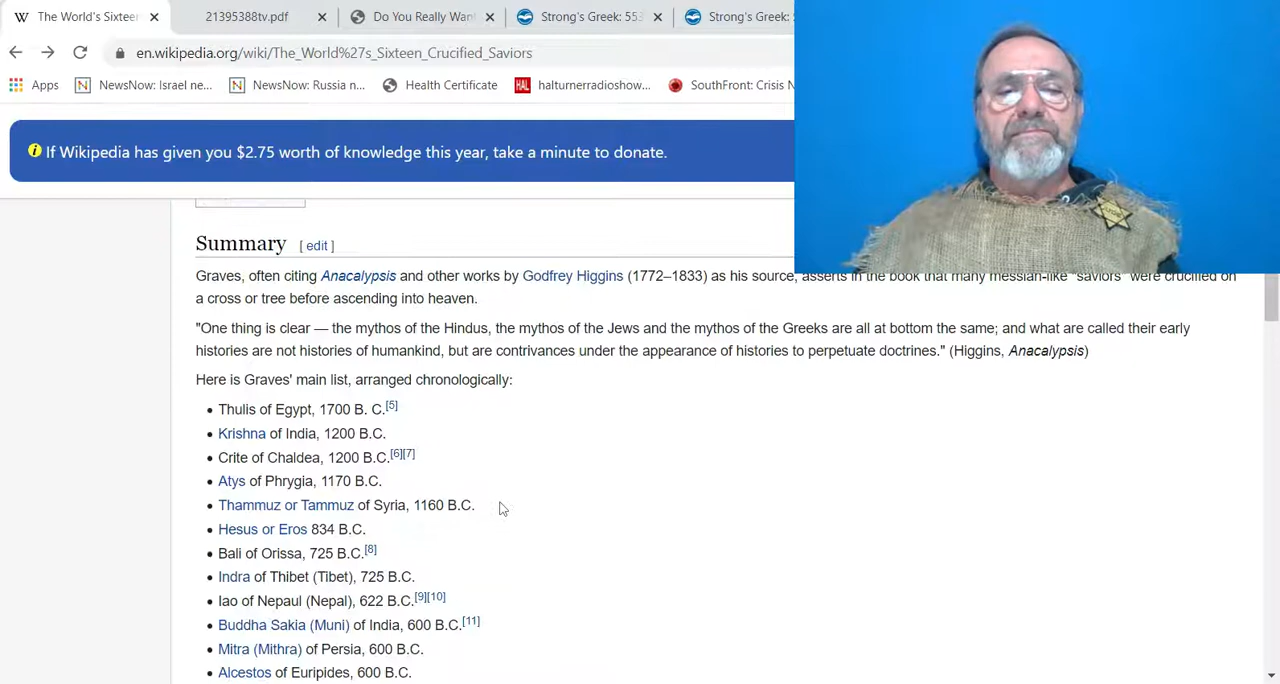 The World's Sixteen
21395388tv.pdf
Do You Really Wan
Strong's Greek: 553
Strong's Greek:
en.wikipedia.org/wiki/The_World%27s_Sixteen_Crucified_Saviors
Apps
NewsNow: Israel ne...
NewsNow: Russia n...
Health Certificate
HAL
halturnerradioshow...
SouthFront: Crisis N
If Wikipedia has given you $2.75 worth of knowledge this year, take a minute to donate.
Summary [ edit ]
Graves, often citing Anacalypsis and other works by Godfrey Higgins (1772–1833) as his source, asserts in the book that many messiah-like "saviors" were crucified on
a cross or tree before ascending into heaven.
"One thing is clear — the mythos of the Hindus, the mythos of the Jews and the mythos of the Greeks are all at bottom the same; and what are called their early
histories are not histories of humankind, but are contrivances under the appearance of histories to perpetuate doctrines." (Higgins, Anacalypsis)
Here is Graves' main list, arranged chronologically:
• Thulis of Egypt, 1700 B. C.[5]
• Krishna of India, 1200 B.C.
• Crite of Chaldea, 1200 B.C.[6][7]
• Atys of Phrygia, 1170 B.C.
• Thammuz or Tammuz of Syria, 1160 B.C.
• Hesus or Eros 834 B.C.
• Bali of Orissa, 725 B.C.[8]
• Indra of Thibet (Tibet), 725 B.C.
• Iao of Nepaul (Nepal), 622 B.C.[9][10]
• Buddha Sakia (Muni) of India, 600 B.C.[11]
• Mitra (Mithra) of Persia, 600 B.C.
• Alcestos of Euripides, 600 B.C.